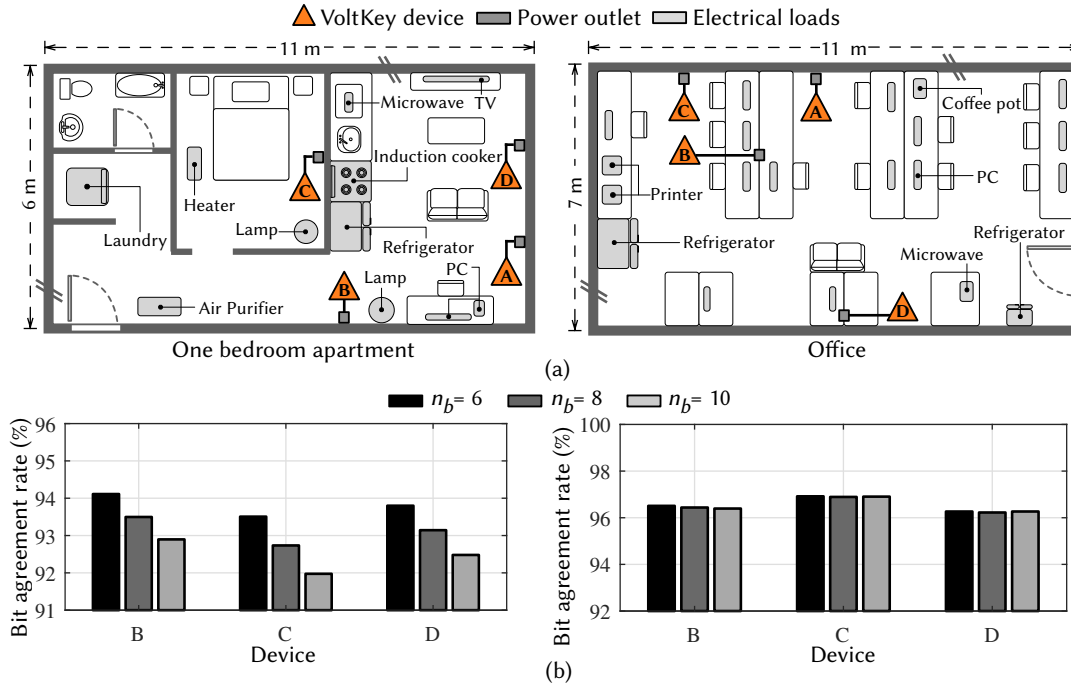 VoltKey device Power outlet Electrical loads
11 m
6 m
Microwave TV
Induction cooker
C
D
Heater
Laundry
Lamp
Refrigerator
A
B
Lamp
PC
Air Purifier
One bedroom apartment
11 m
7 m
C
A
Coffee pot
B
Printer
PC
Refrigerator
Microwave
Refrigerator
D
Office
(a)
n_b= 6 n_b= 8 n_b= 10
Bit agreement rate (%)
96
95
94
93
92
91
B C D
Device
Bit agreement rate (%)
100
98
96
94
92
B C D
Device
(b)